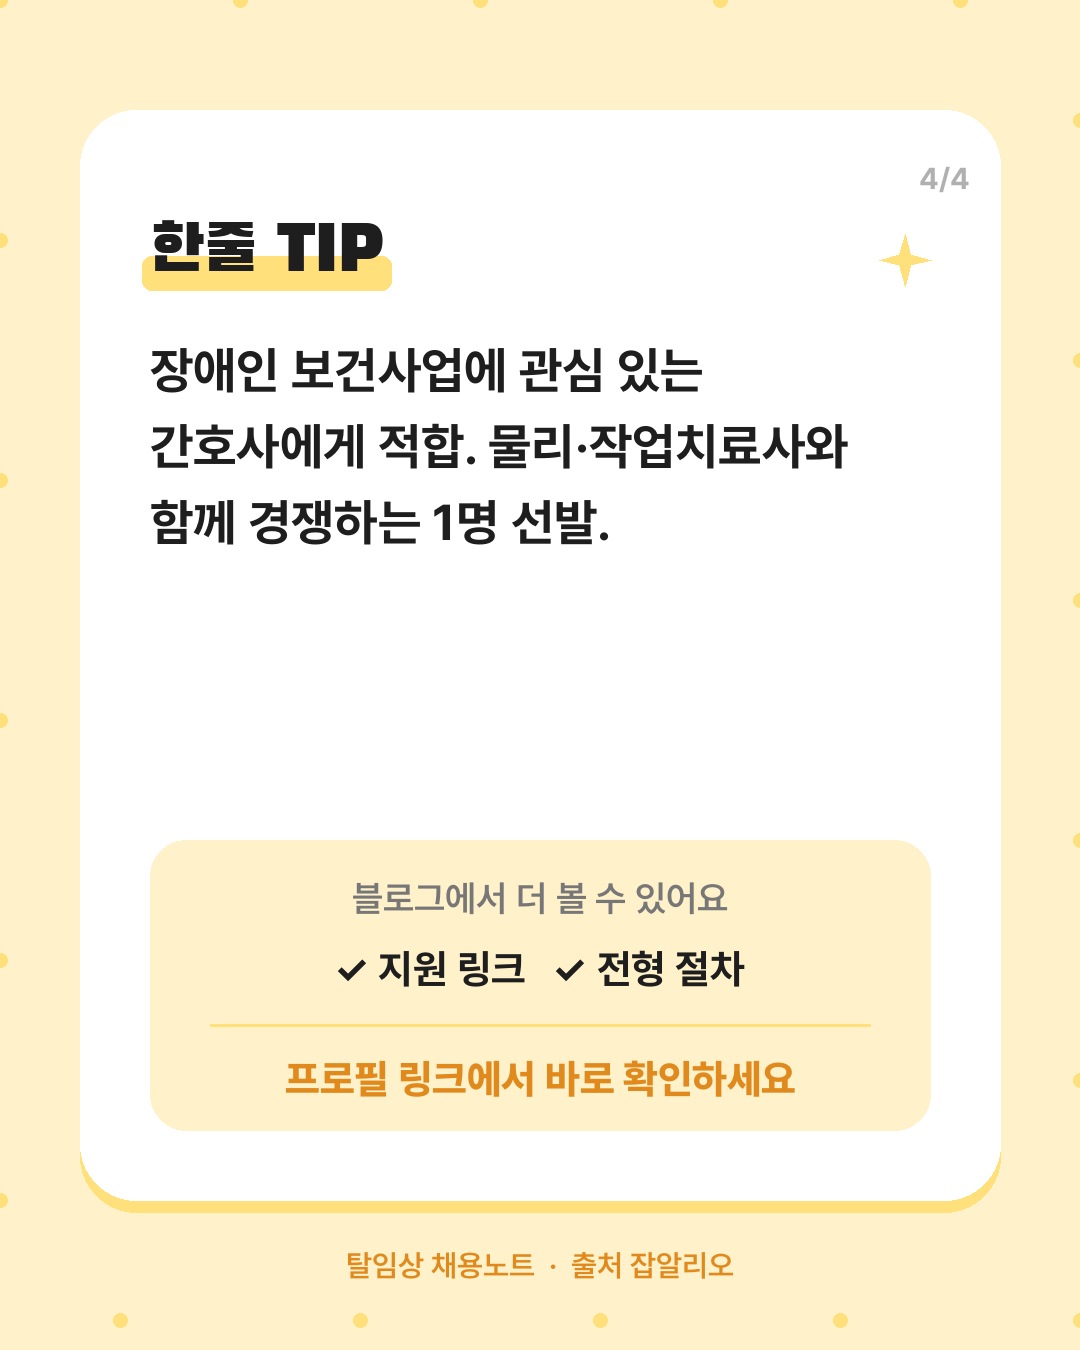 4/4
한줄 TIP
장애인 보건사업에 관심 있는
간호사에게 적합. 물리·작업치료사와
함께 경쟁하는 1명 선발.
블로그에서 더 볼 수 있어요
✓ 지원 링크 ✓ 전형 절차
프로필 링크에서 바로 확인하세요
탈임상 채용노트 · 출처 잡알리오